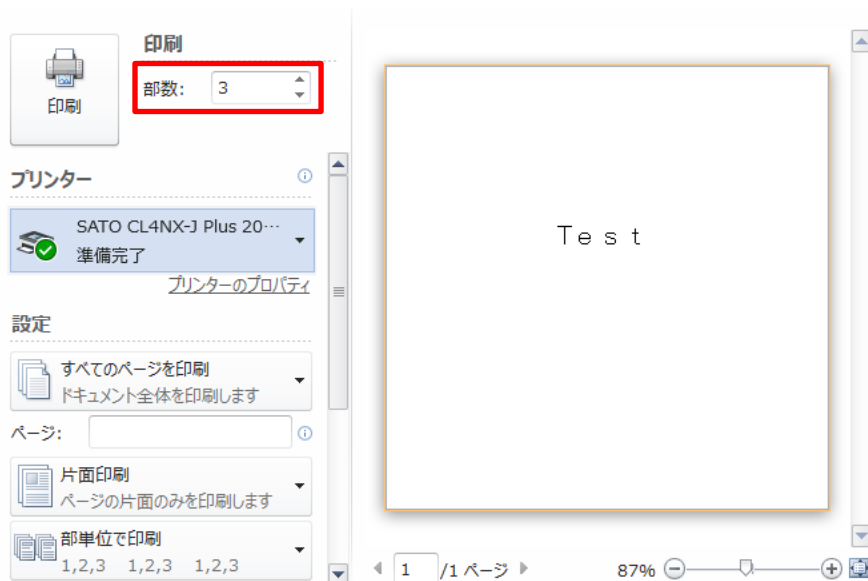 印刷
部数: 3
印刷
プリンター
SATO CL4NX-J Plus 20…
準備完了
プリンターのプロパティ
設定
すべてのページを印刷
ドキュメント全体を印刷します
ページ:
片面印刷
ページの片面のみを印刷します
部単位で印刷
1,2,3 1,2,3 1,2,3
Ｔｅｓｔ
1 /1 ページ
87%